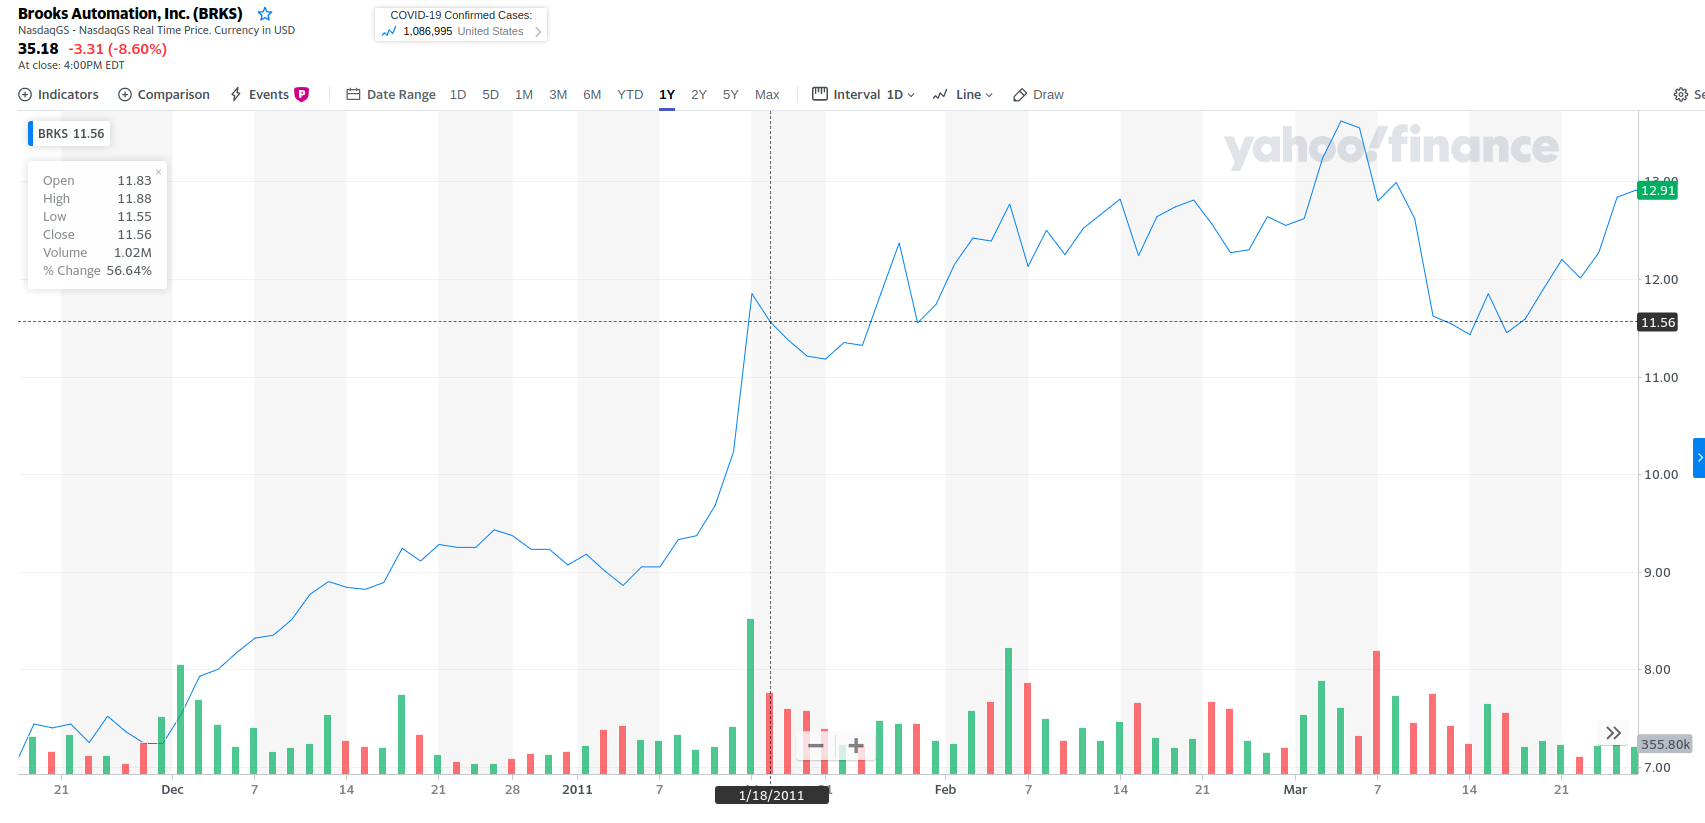 Brooks Automation, Inc. (BRKS)
NasdaqGS - NasdaqGS Real Time Price. Currency in USD
35.18 -3.31 (-8.60%)
At close: 4:00PM EDT
COVID-19 Confirmed Cases:
1,086,995 United States
Indicators Comparison Events P Date Range 1D 5D 1M 3M 6M YTD 1Y 2Y 5Y Max Interval 1D Line Draw Se
BRKS 11.56
yahoo!finance
Open 11.83
High 11.88
Low 11.55
Close 11.56
Volume 1.02M
% Change 56.64%
13.00
12.91
12.00
11.56
11.00
10.00
9.00
8.00
355.80k
7.00
21 Dec 7 14 21 28 2011 7 Feb 7 14 21 Mar 7 14 21
1/18/2011